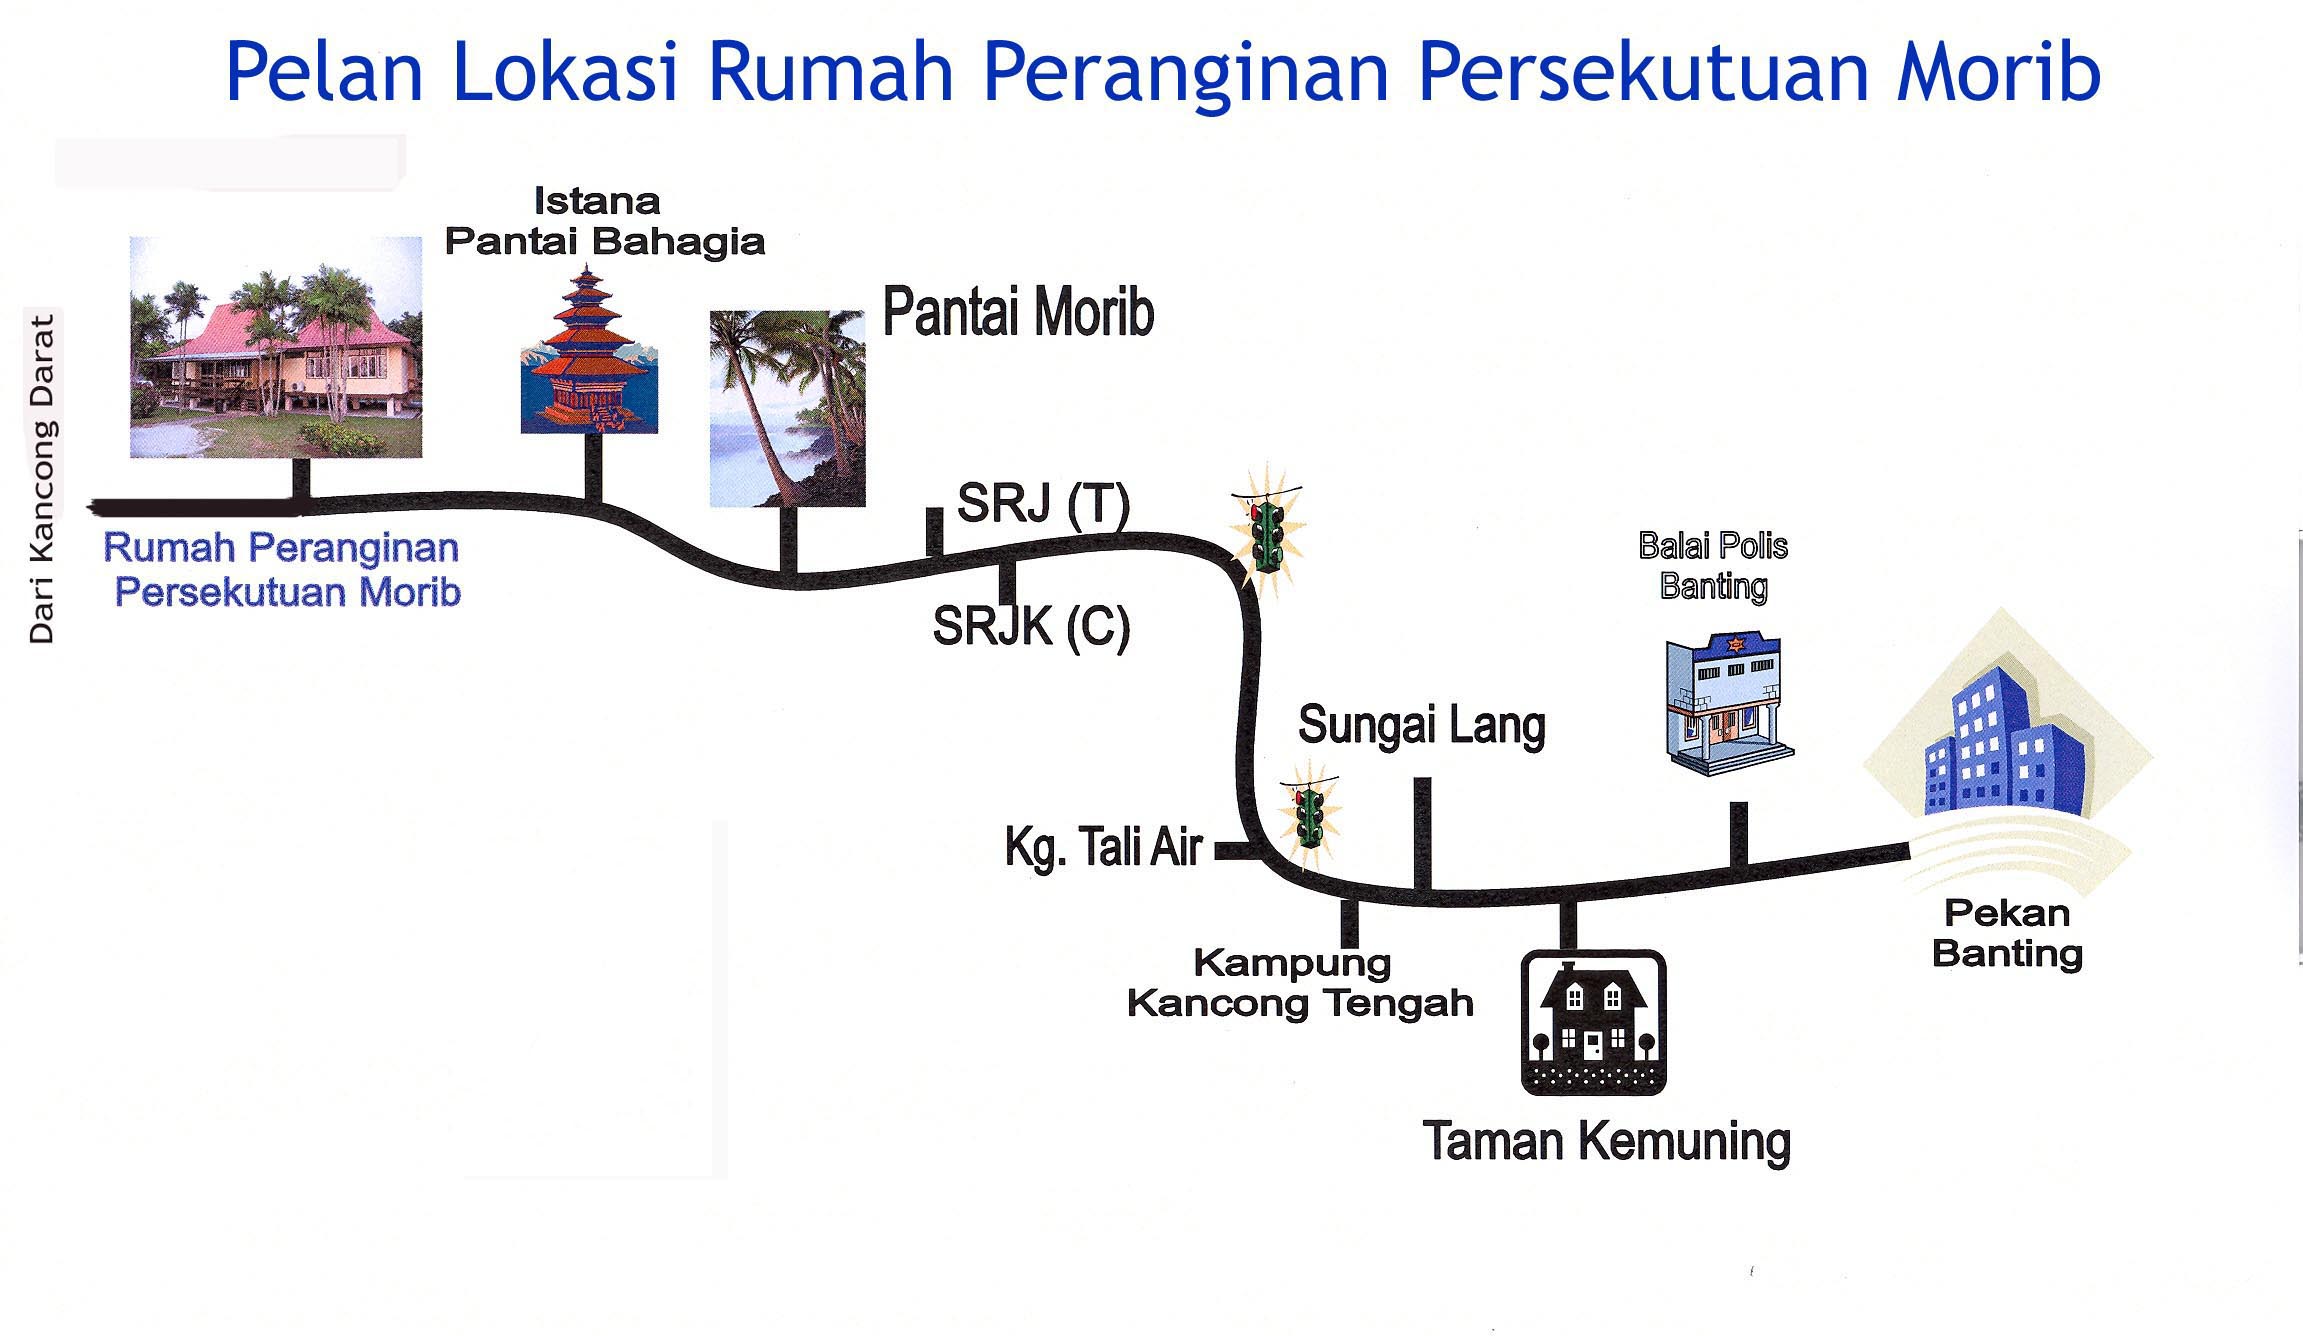 Pelan Lokasi Rumah Peranginan Persekutuan Morib
Istana
Pantai Bahagia
Pantai Morib
Dari Kancong Darat
SRJ (T)
Rumah Peranginan
Persekutuan Morib
SRJK (C)
Balai Polis
Banting
Sungai Lang
Kg. Tali Air
Pekan
Banting
Kampung
Kancong Tengah
Taman Kemuning